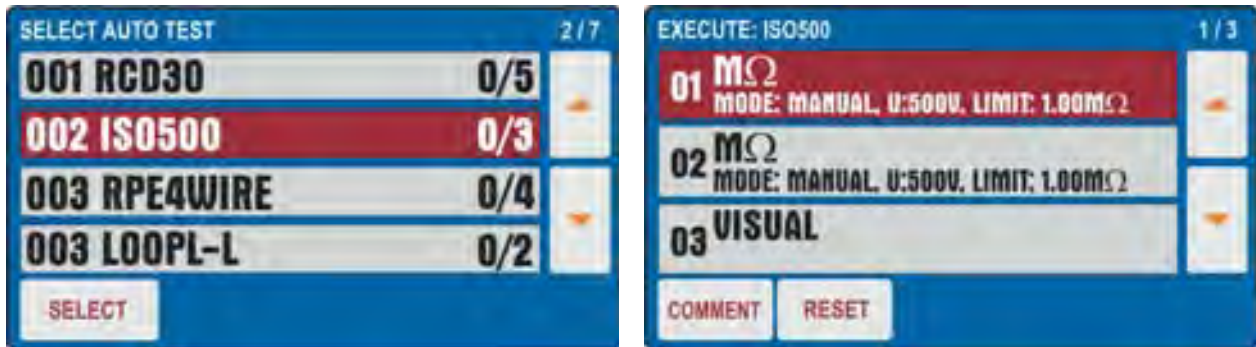 SELECT AUTO TEST 2/7
001 RCD30 0/5
002 ISO500 0/3
003 RPE4WIRE 0/4
003 LOOPL-L 0/2
SELECT
EXECUTE: ISO500 1/3
01 MΩ
MODE: MANUAL, U:500V, LIMIT: 1.00MΩ
02 MΩ
MODE: MANUAL, U:500V, LIMIT: 1.00MΩ
03 VISUAL
COMMENT RESET